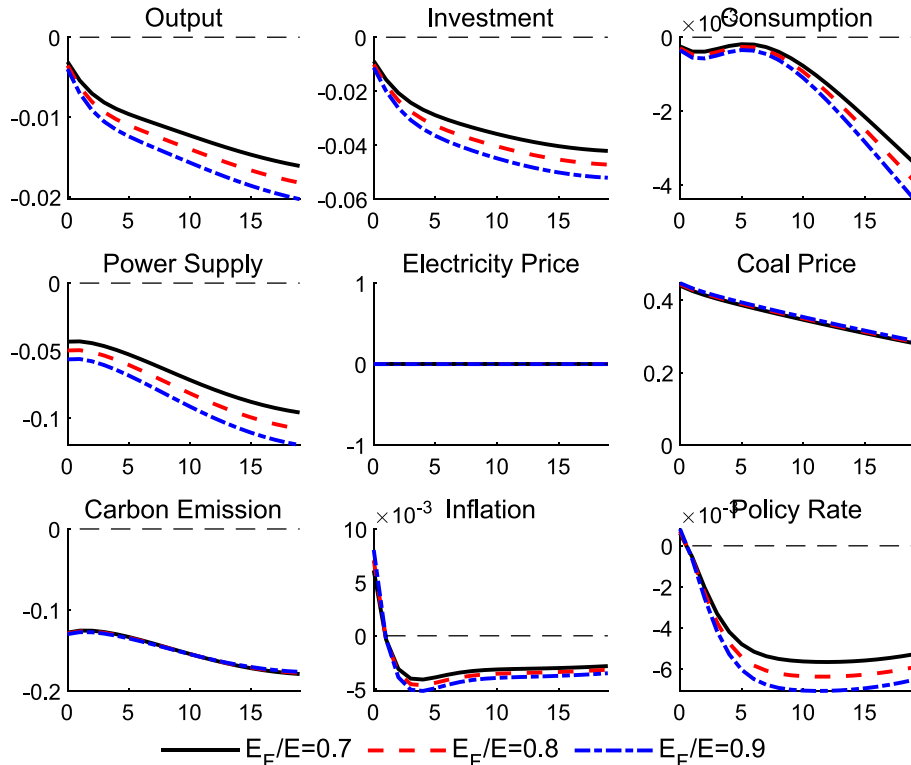 Output
0
-0.01
-0.02
0 5 10 15
Investment
0
-0.02
-0.04
-0.06
0 5 10 15
×10⁻³
Consumption
0
-2
-4
0 5 10 15
Power Supply
0
-0.05
-0.1
0 5 10 15
Electricity Price
1
0
-1
0 5 10 15
Coal Price
0.4
0.2
0
0 5 10 15
Carbon Emission
0
-0.1
-0.2
0 5 10 15
×10⁻³
Inflation
10
5
0
-5
0 5 10 15
×10⁻³
Policy Rate
0
-2
-4
-6
0 5 10 15
E_F/E=0.7 E_F/E=0.8 E_F/E=0.9